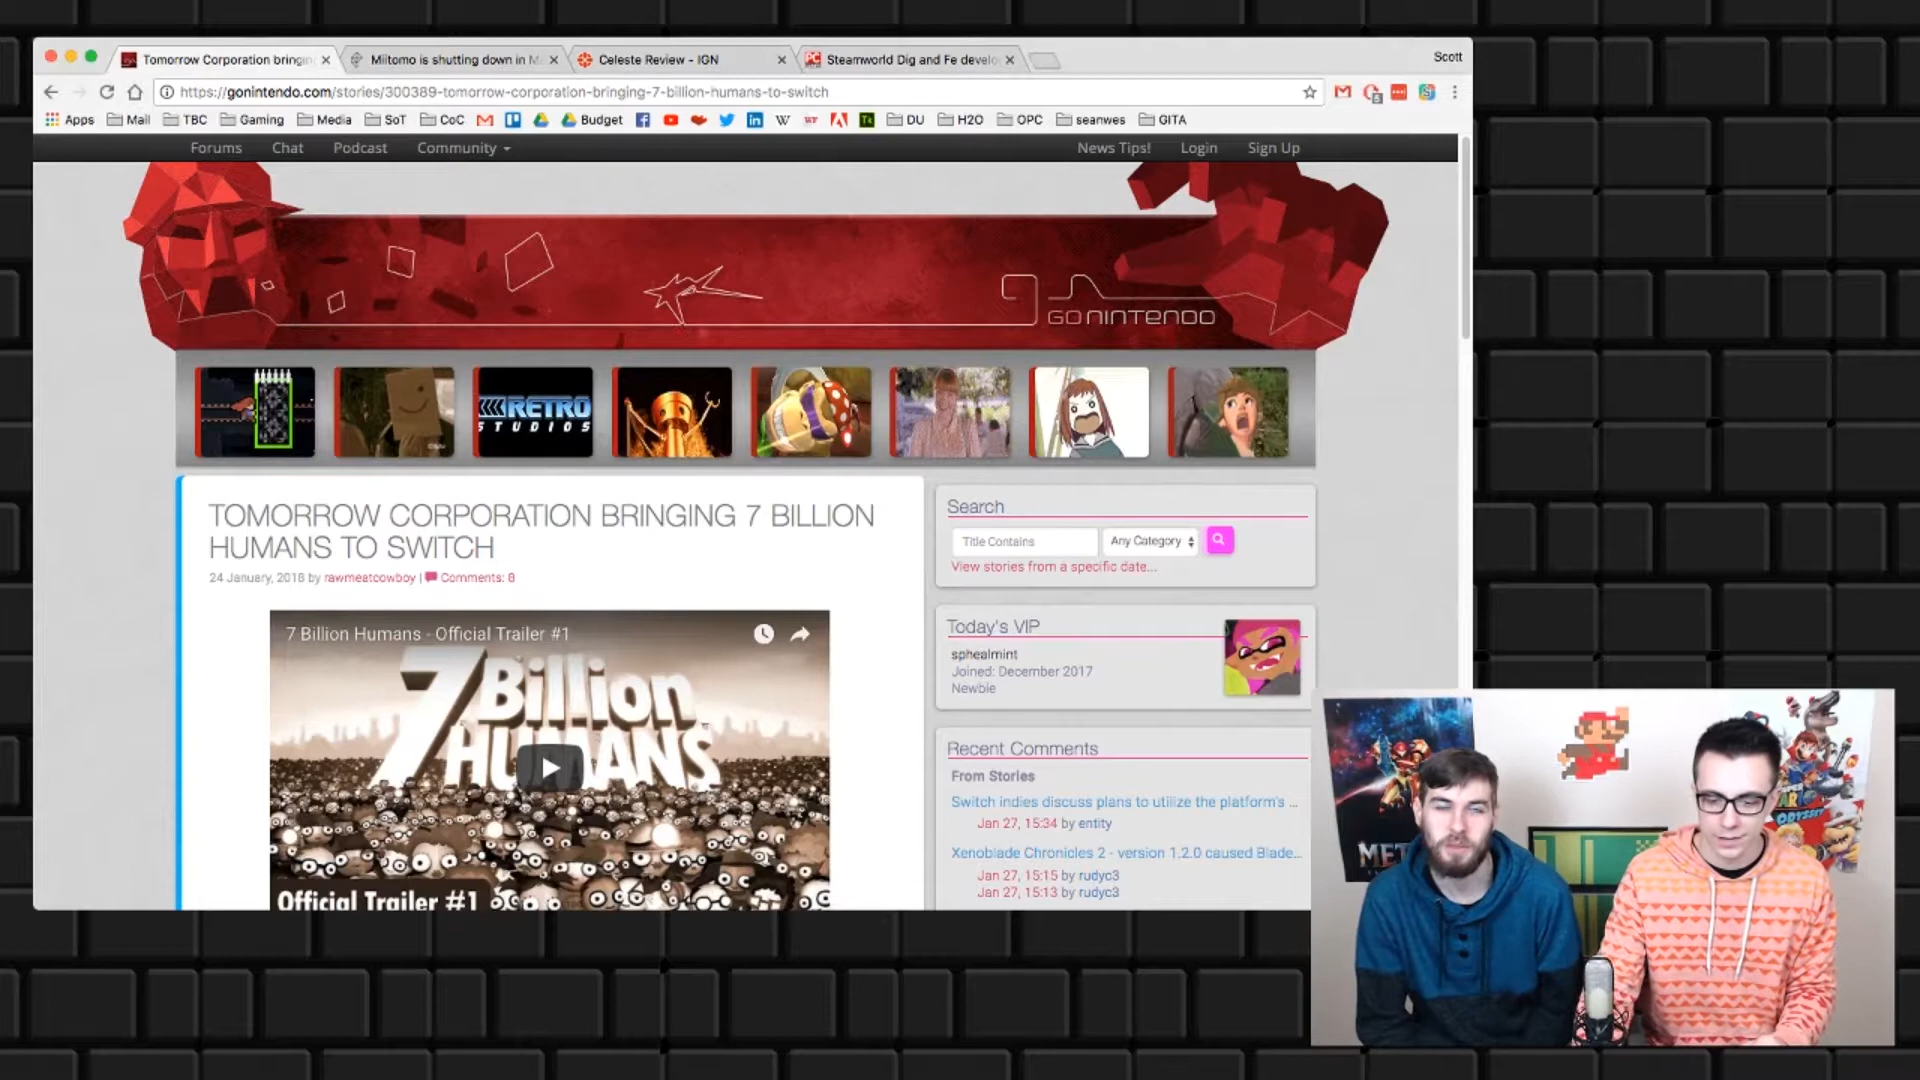 Tomorrow Corporation bringin
Miitomo is shutting down in M
Celeste Review - IGN
Steamworld Dig and Fe develo
Scott
https://gonintendo.com/stories/300389-tomorrow-corporation-bringing-7-billion-humans-to-switch
Apps Mail TBC Gaming Media SoT CoC Budget DU H2O OPC seanwes GITA
Forums Chat Podcast Community News Tips! Login Sign Up
GO NINTENDO
RETRO
STUDIOS
TOMORROW CORPORATION BRINGING 7 BILLION
HUMANS TO SWITCH
24 January, 2018 by rawmeatcowboy | Comments: 8
7 Billion Humans - Official Trailer #1
7 Billion
HUMANS
Official Trailer #1
Search
Title Contains
Any Category
View stories from a specific date...
Today's VIP
sphealmint
Joined: December 2017
Newbie
Recent Comments
From Stories
Switch indies discuss plans to utilize the platform's ...
Jan 27, 15:34 by entity
Xenoblade Chronicles 2 - version 1.2.0 caused Blade...
Jan 27, 15:15 by rudyc3
Jan 27, 15:13 by rudyc3
MET
ODYSSEY